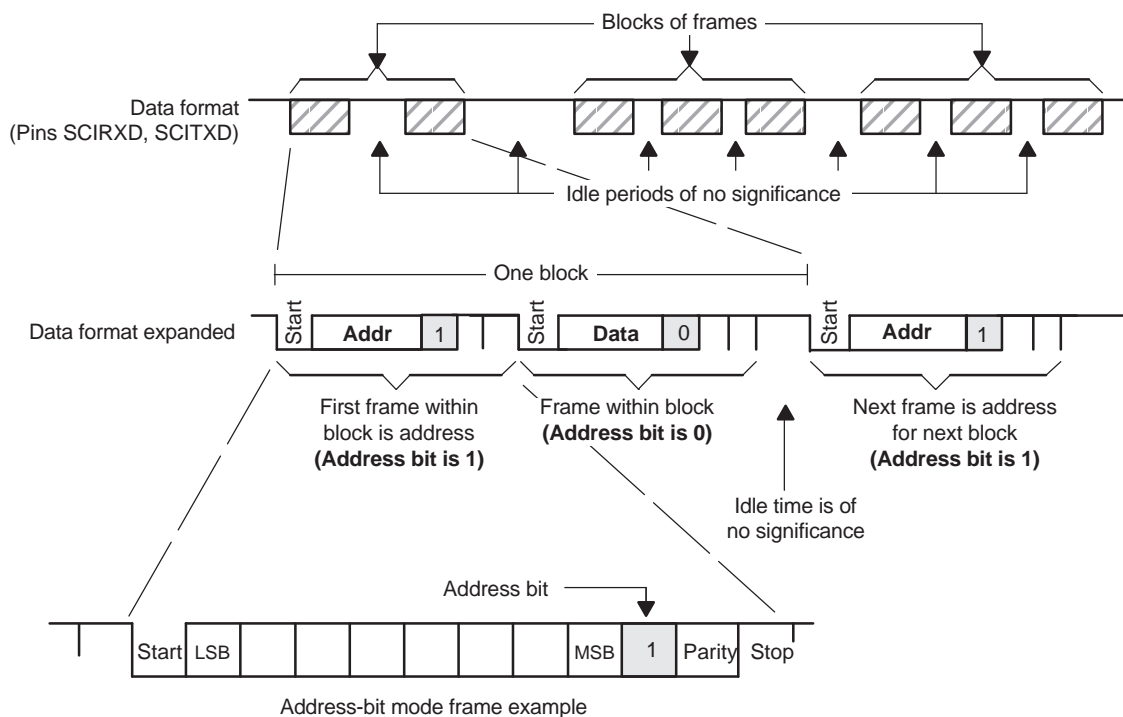 Blocks of frames
Data format
(Pins SCIRXD, SCITXD)
Idle periods of no significance
One block
Data format expanded
Start
Addr
1
Start
Data
0
Start
Addr
1
First frame within
block is address
(Address bit is 1)
Frame within block
(Address bit is 0)
Next frame is address
for next block
(Address bit is 1)
Idle time is of
no significance
Address bit
Start LSB MSB 1 Parity Stop
Address-bit mode frame example